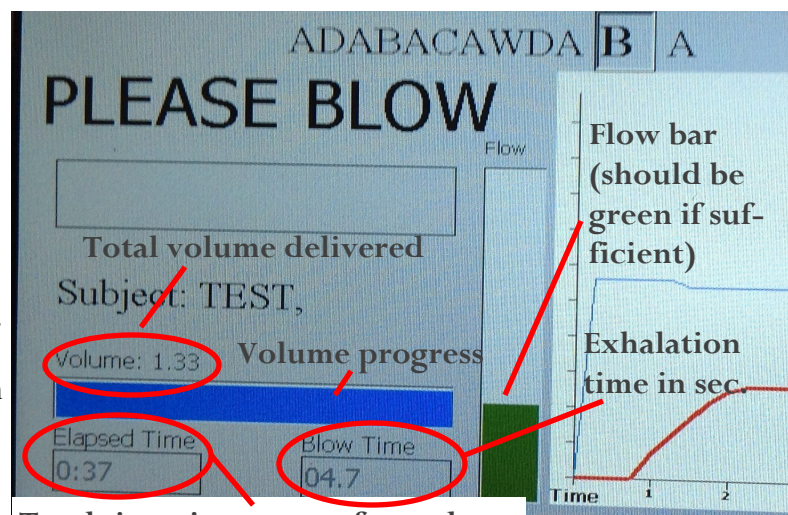 ADABACAWDA B A
PLEASE BLOW
Flow
Flow bar
(should be
green if suf-
ficient)
Total volume delivered
Subject: TEST,
Volume: 1.33
Volume progress
Exhalation
time in sec.
Elapsed Time
0:37
Blow Time
04.7
Time 1 2